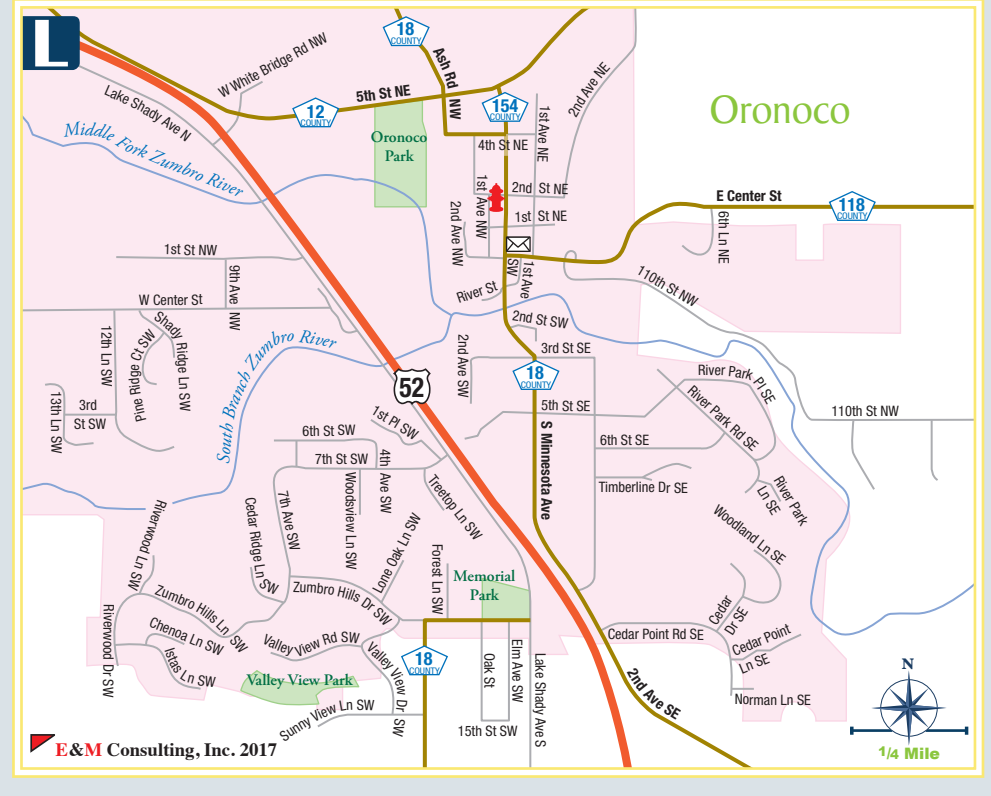 L
18
COUNTY
W White Bridge Rd NW
Ash Rd NW
Lake Shady Ave N
5th St NE
12
COUNTY
154
COUNTY
2nd Ave NE
1st Ave NE
Oronoco
Oronoco
Park
4th St NE
Middle Fork Zumbro River
1st Ave NW
2nd St NE
E Center St
118
COUNTY
2nd Ave NW
1st St NE
6th Ln NE
1st St NW
9th Ave NW
SW
1st Ave
110th St NW
River St
W Center St
2nd St SW
12th Ln SW
Pine Ridge Ct SW
Shady Ridge Ln SW
South Branch Zumbro River
2nd Ave SW
3rd St SE
18
COUNTY
52
River Park Pl SE
13th Ln SW
3rd
St SW
1st Pl SW
5th St SE
River Park Rd SE
110th St NW
6th St SW
S Minnesota Ave
6th St SE
7th St SW
4th
Ave SW
Woodsview Ln SW
Treetop Ln SW
Timberline Dr SE
River Park
Ln SE
7th Ave SW
Cedar Ridge Ln SW
Riverwood Ln SW
Lone Oak Ln SW
Woodland Ln SE
Forest Ln SW
Memorial
Park
Zumbro Hills Ln SW
Zumbro Hills Dr SW
Riverwood Dr SW
Chenoa Ln SW
Istas Ln SW
Valley View Rd SW
Valley View Dr SW
Cedar
Dr SE
Cedar Point Rd SE
Cedar Point
Ln SE
18
COUNTY
Oak St
Elm Ave SW
Lake Shady Ave S
Valley View Park
2nd Ave SE
Norman Ln SE
Sunny View Ln SW
15th St SW
N
1/4 Mile
E&M Consulting, Inc. 2017